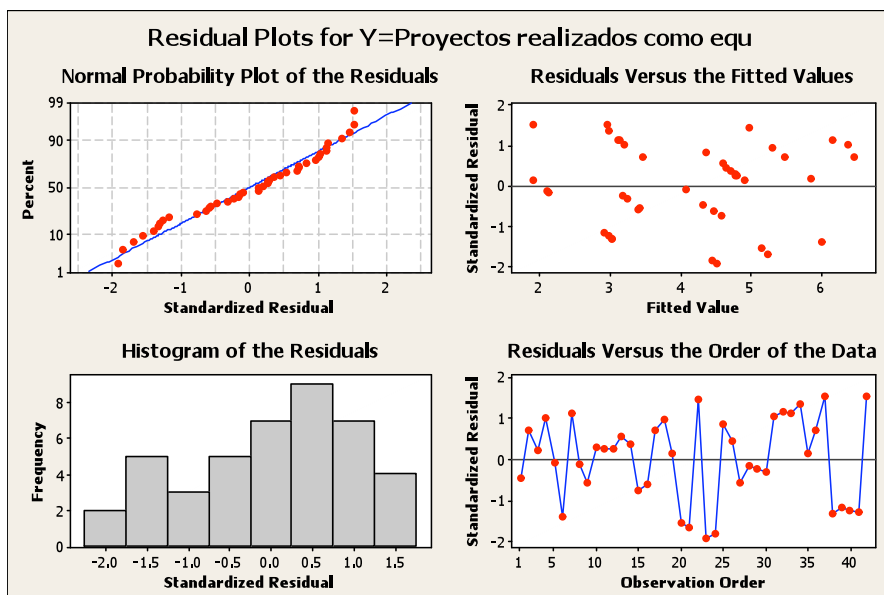 Residual Plots for Y=Proyectos realizados como equ
Normal Probability Plot of the Residuals
99
90
50
10
1
Percent
-2 -1 0 1 2
Standardized Residual
Residuals Versus the Fitted Values
2
1
0
-1
-2
Standardized Residual
2 3 4 5 6
Fitted Value
Histogram of the Residuals
8
6
4
2
0
Frequency
-2.0 -1.5 -1.0 -0.5 0.0 0.5 1.0 1.5
Standardized Residual
Residuals Versus the Order of the Data
2
1
0
-1
-2
Standardized Residual
1 5 10 15 20 25 30 35 40
Observation Order